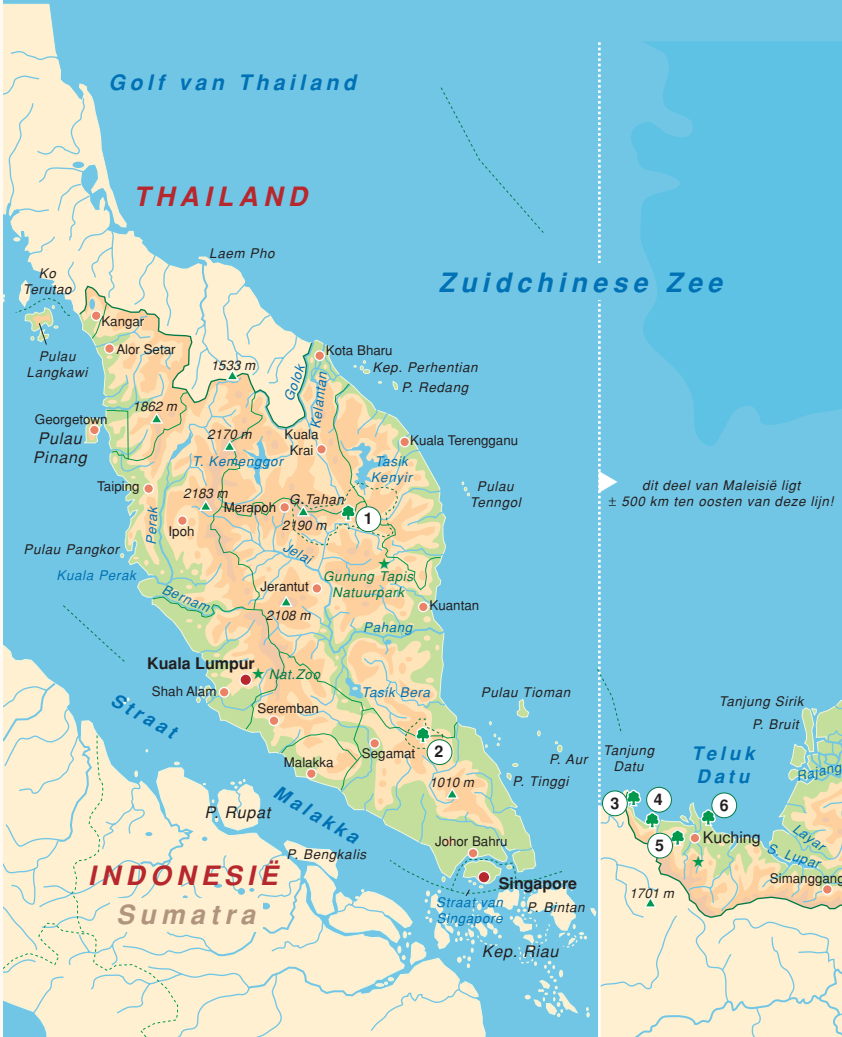 Golf van Thailand
THAILAND
Laem Pho
Ko
Terutao
Zuidchinese Zee
Kangar
Alor Setar
Pulau
Langkawi
Kota Bharu
Kep. Perhentian
P. Redang
1533 m
Golok
Kelantan
1862 m
Georgetown
Pulau
Pinang
2170 m
Kuala
Krai
Kuala Terengganu
T. Kemenggor
Tasik
Kenyir
Taiping
2183 m
Merapoh
G.Tahan
2190 m
1
Pulau
Tenggol
dit deel van Maleisië ligt
± 500 km ten oosten van deze lijn!
Perak
Ipoh
Pulau Pangkor
Kuala Perak
Jelai
Gunung Tapis
Natuurpark
Jerantut
2108 m
Bernam
Kuantan
Pahang
Kuala Lumpur
Nat.Zoo
Shah Alam
Tasik Bera
Pulau Tioman
Seremban
Straat
Malakka
Segamat
2
Malakka
1010 m
P. Aur
P. Tinggi
P. Rupat
Johor Bahru
P. Bengkalis
INDONESIË
Sumatra
Singapore
Straat van
Singapore
P. Bintan
Kep. Riau
Tanjung Sirik
P. Bruit
Tanjung
Datu
Teluk
Datu
Rajang
3
4
6
5
Kuching
Layar
S. Lupar
Simanggang
1701 m